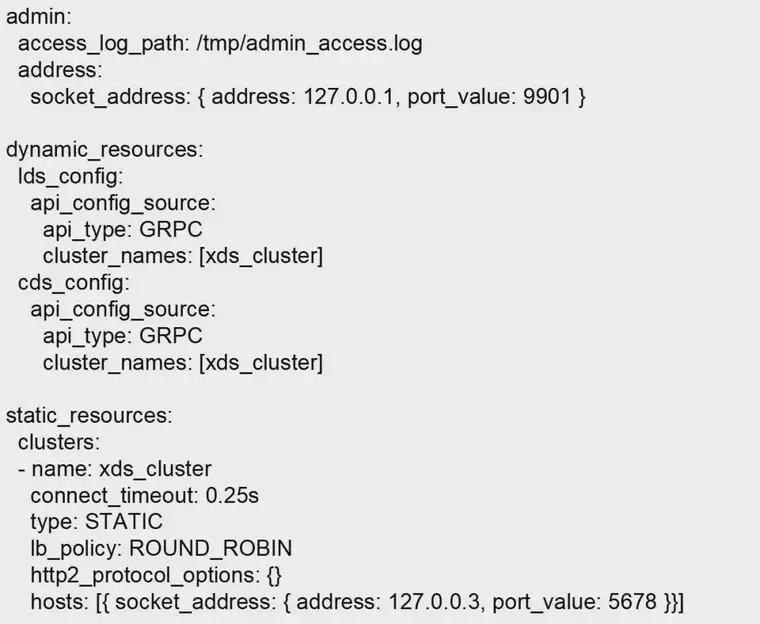 admin:
  access_log_path: /tmp/admin_access.log
  address:
    socket_address: { address: 127.0.0.1, port_value: 9901 }

dynamic_resources:
  lds_config:
    api_config_source:
      api_type: GRPC
      cluster_names: [xds_cluster]
  cds_config:
    api_config_source:
      api_type: GRPC
      cluster_names: [xds_cluster]

static_resources:
  clusters:
  - name: xds_cluster
    connect_timeout: 0.25s
    type: STATIC
    lb_policy: ROUND_ROBIN
    http2_protocol_options: {}
    hosts: [{ socket_address: { address: 127.0.0.3, port_value: 5678 }}]